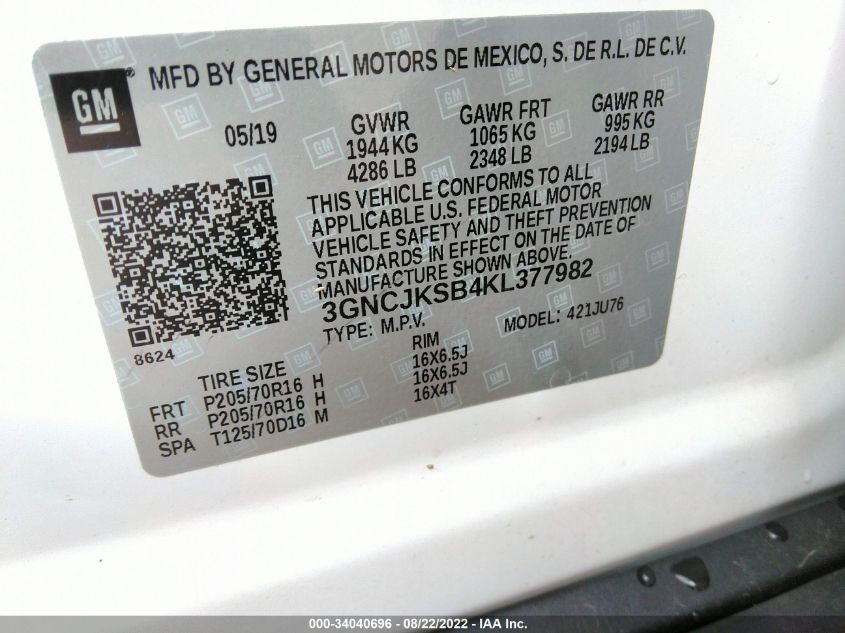 GM ® MFD BY GENERAL MOTORS DE MEXICO, S. DE R.L. DE C.V.
05/19 GVWR GAWR FRT GAWR RR
1944 KG 1065 KG 995 KG
4286 LB 2348 LB 2194 LB
THIS VEHICLE CONFORMS TO ALL
APPLICABLE U.S. FEDERAL MOTOR
VEHICLE SAFETY AND THEFT PREVENTION
STANDARDS IN EFFECT ON THE DATE OF
MANUFACTURE SHOWN ABOVE.
3GNCJKSB4KL377982
TYPE: M.P.V. MODEL: 421JU76
8624
TIRE SIZE RIM
FRT P205/70R16 H 16X6.5J
RR P205/70R16 H 16X6.5J
SPA T125/70D16 M 16X4T
000-34040696 - 08/22/2022 - IAA Inc.